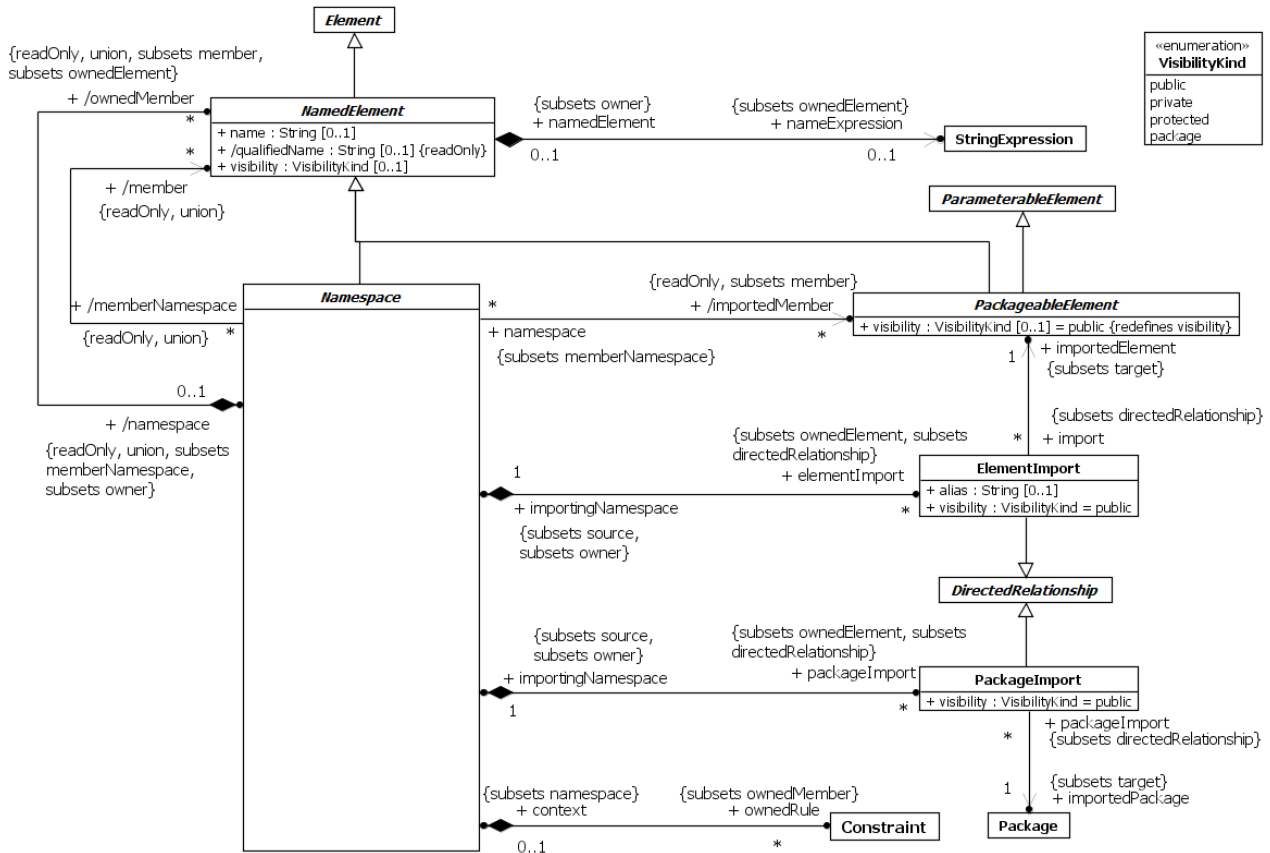 Element
{readOnly, union, subsets member,
subsets ownedElement}
+ /ownedMember
*
NamedElement
+ name : String [0..1]
+ /qualifiedName : String [0..1] {readOnly}
+ visibility : VisibilityKind [0..1]
*
+ /member
{readOnly, union}
{subsets owner}
+ namedElement
0..1
{subsets ownedElement}
+ nameExpression
0..1
StringExpression
«enumeration»
VisibilityKind
public
private
protected
package
ParameterableElement
+ /memberNamespace
{readOnly, union}
*
Namespace
*
+ namespace
{subsets memberNamespace}
{readOnly, subsets member}
+ /importedMember
*
PackageableElement
+ visibility : VisibilityKind [0..1] = public {redefines visibility}
1
+ importedElement
{subsets target}
0..1
+ /namespace
{readOnly, union, subsets
memberNamespace,
subsets owner}
{subsets directedRelationship}
*
+ import
1
+ importingNamespace
{subsets source,
subsets owner}
{subsets ownedElement, subsets
directedRelationship}
+ elementImport
*
ElementImport
+ alias : String [0..1]
+ visibility : VisibilityKind = public
DirectedRelationship
{subsets source,
subsets owner}
+ importingNamespace
1
{subsets ownedElement, subsets
directedRelationship}
+ packageImport
*
PackageImport
+ visibility : VisibilityKind = public
+ packageImport
*
{subsets directedRelationship}
{subsets target}
1
+ importedPackage
Package
{subsets namespace}
+ context
0..1
{subsets ownedMember}
+ ownedRule
*
Constraint